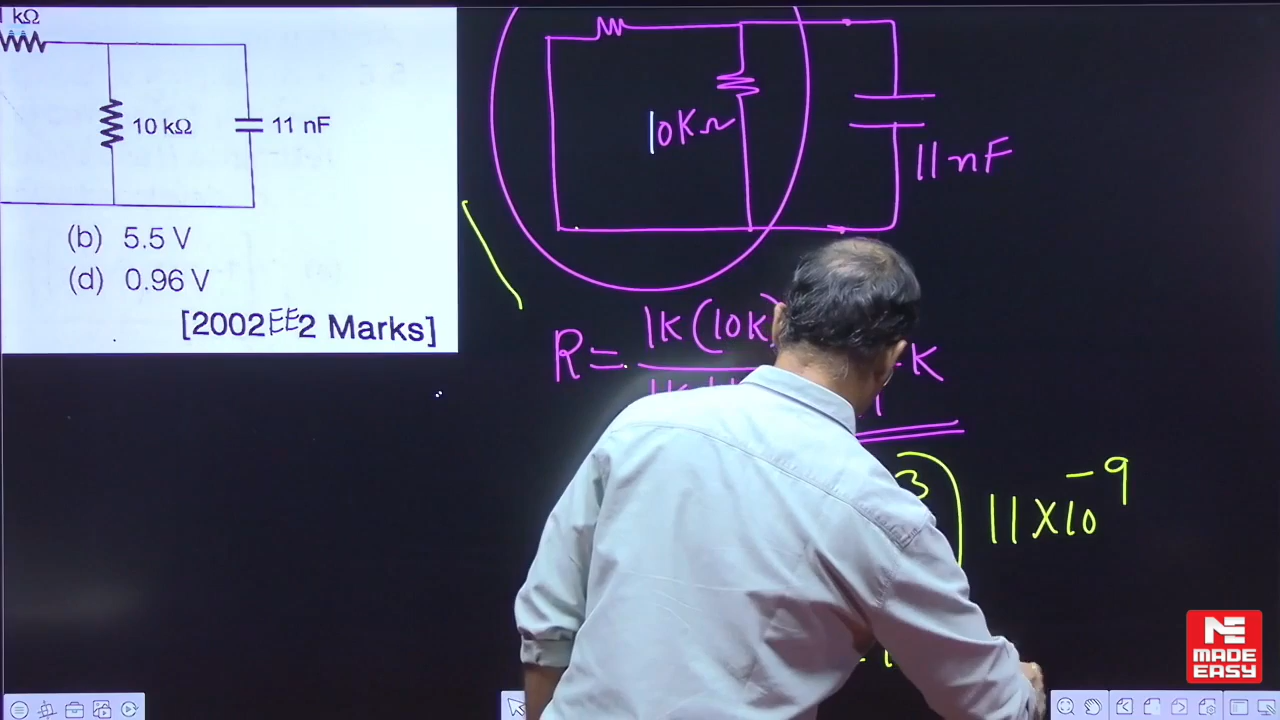 kΩ
10 kΩ
11 nF
(b) 5.5 V
(d) 0.96 V
[2002 EE 2 Marks]
10KΩ
11nF
R = 1K(10K)
K
3
11 X 10 -9
MADE EASY